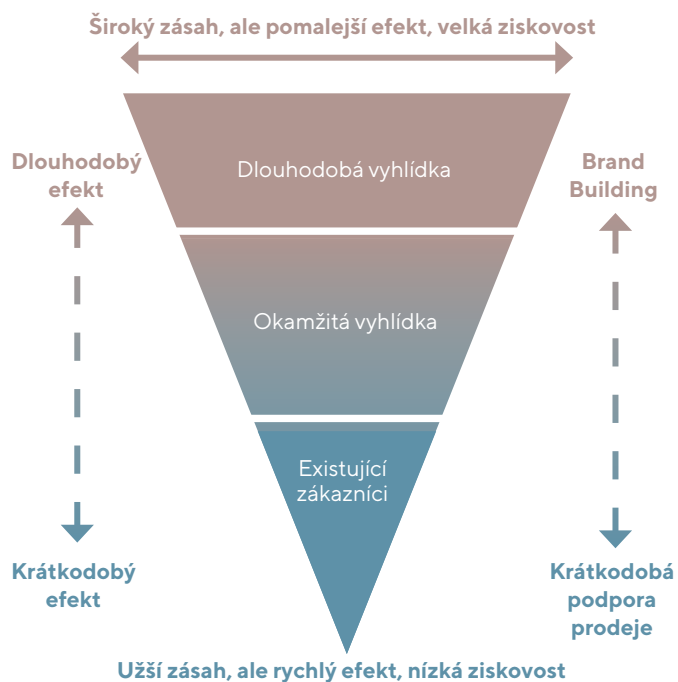 Široký zásah, ale pomalejší efekt, velká ziskovost
Dlouhodobý
efekt
Dlouhodobá vyhlídka
Brand
Building
Okamžitá vyhlídka
Existující
zákazníci
Krátkodobý
efekt
Krátkodobá
podpora
prodeje
Užší zásah, ale rychlý efekt, nízká ziskovost